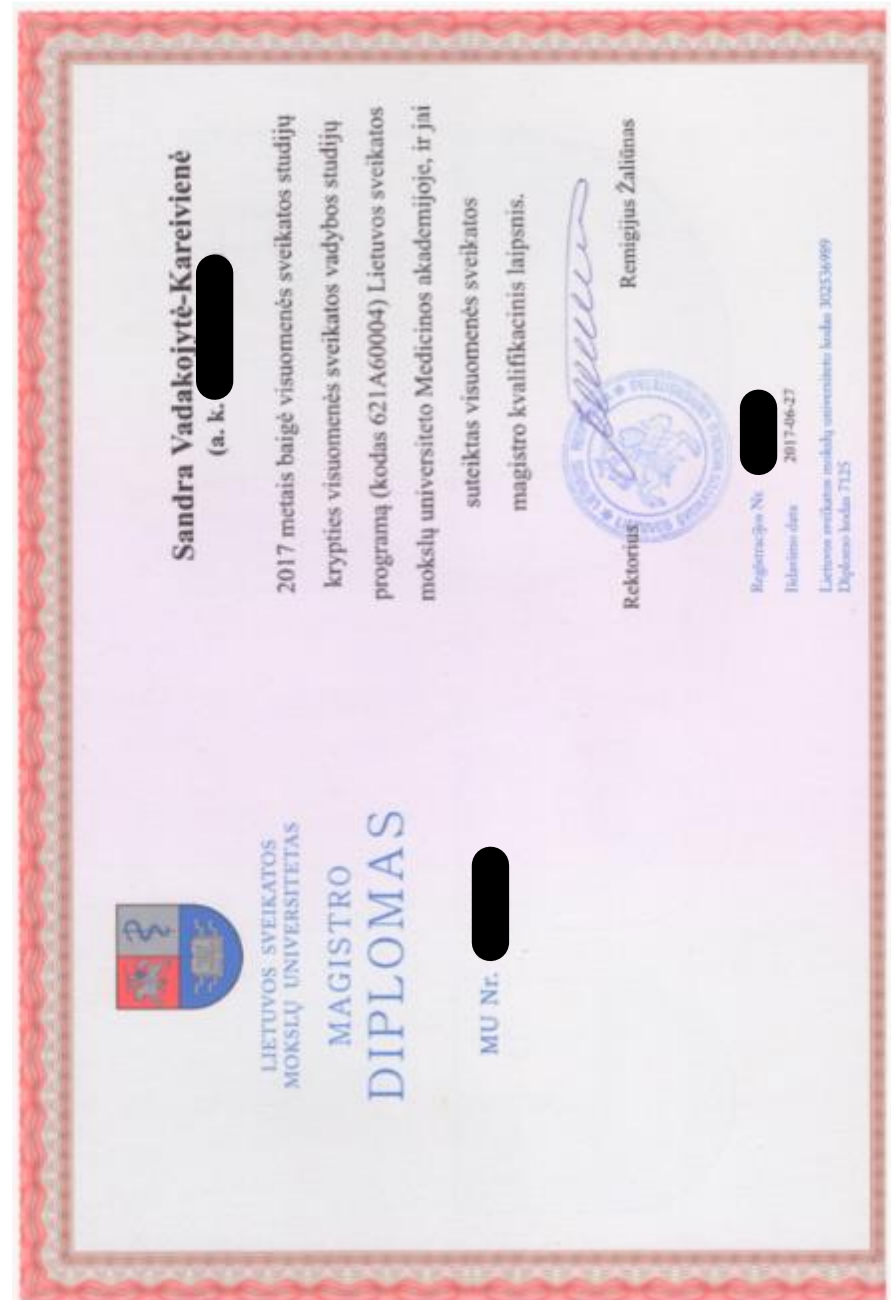 LIETUVOS SVEIKATOS
MOKSLŲ UNIVERSITETAS
MAGISTRO
DIPLOMAS
MU Nr.
Sandra Vadakojytė-Kareivienė
(a. k.
2017 metais baigė visuomenės sveikatos studijų
krypties visuomenės sveikatos vadybos studijų
programą (kodas 621A60004) Lietuvos sveikatos
mokslų universiteto Medicinos akademijoje, ir jai
suteiktas visuomenės sveikatos
magistro kvalifikacinis laipsnis.
Rektorius Remigijus Žaliūnas
Registracijos Nr.
Išdavimo data 2017-06-27
Lietuvos sveikatos mokslų universiteto kodas 302536989
Diplomo kodas 7125